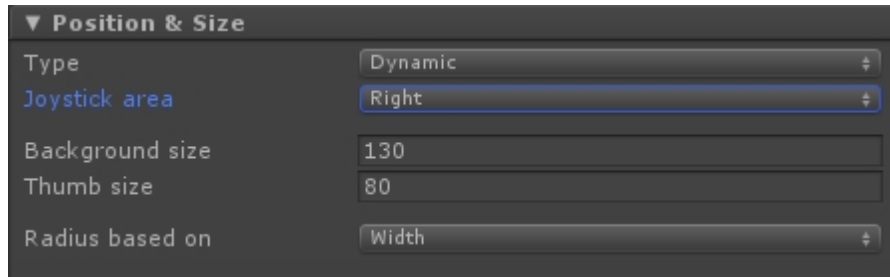 ▼ Position & Size
Type Dynamic
Joystick area Right
Background size 130
Thumb size 80
Radius based on Width